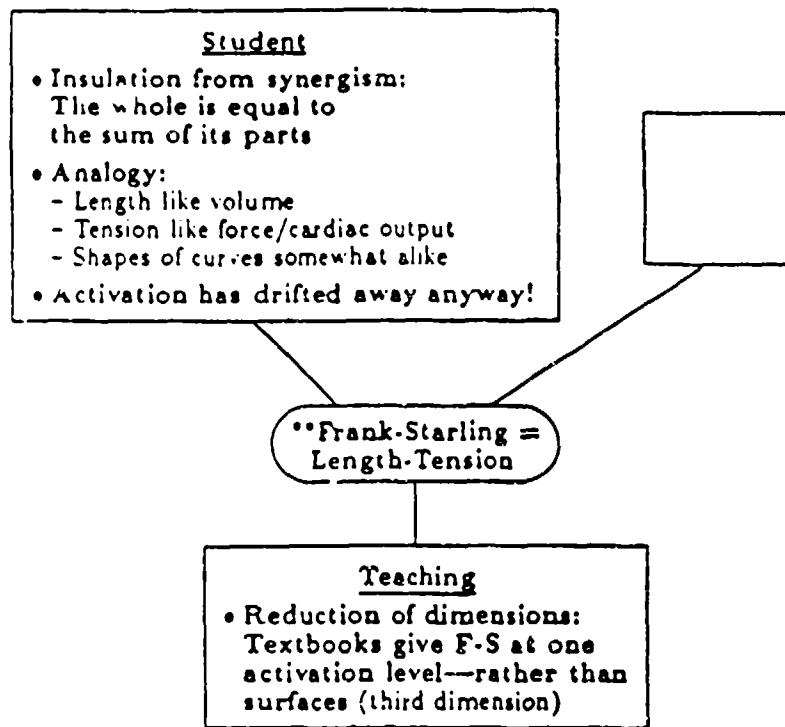 Student
• Insulation from synergism:
The whole is equal to
the sum of its parts
• Analogy:
- Length like volume
- Tension like force/cardiac output
- Shapes of curves somewhat alike
• Activation has drifted away anyway!
**Frank-Starling =
Length-Tension
Teaching
• Reduction of dimensions:
Textbooks give F-S at one
activation level—rather than
surfaces (third dimension)